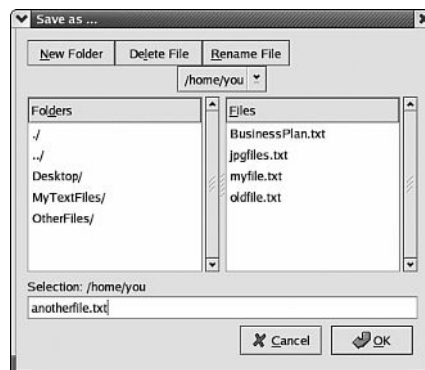 Save as ...
New Folder
Delete File
Rename File
/home/you
Folders
./
../
Desktop/
MyTextFiles/
OtherFiles/
Files
BusinessPlan.txt
jpgfiles.txt
myfile.txt
oldfile.txt
Selection: /home/you
anotherfile.txt
Cancel
OK